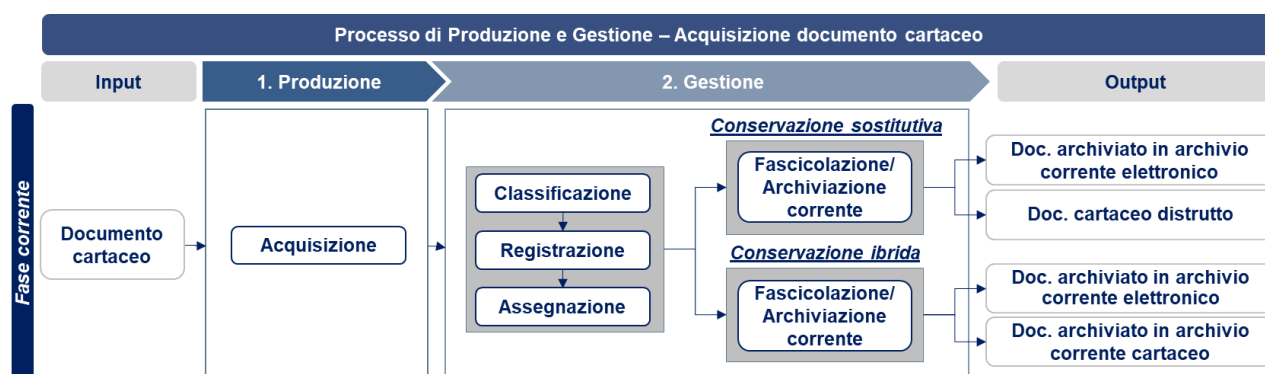 Processo di Produzione e Gestione – Acquisizione documento cartaceo
Input
1. Produzione
2. Gestione
Output
Fase corrente
Documento
cartaceo
Acquisizione
Classificazione
Registrazione
Assegnazione
Conservazione sostitutiva
Fascicolazione/
Archiviazione
corrente
Conservazione ibrida
Fascicolazione/
Archiviazione
corrente
Doc. archiviato in archivio
corrente elettronico
Doc. cartaceo distrutto
Doc. archiviato in archivio
corrente elettronico
Doc. archiviato in archivio
corrente cartaceo